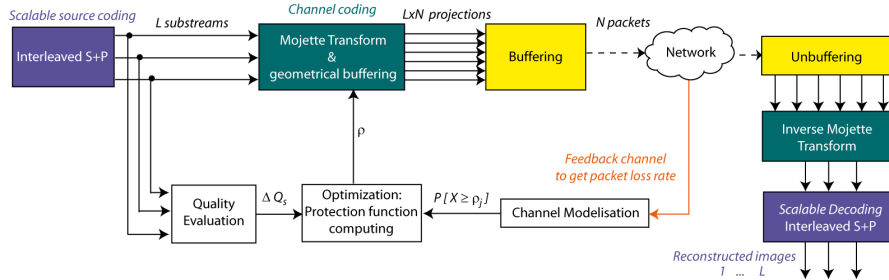 Scalable source coding
Interleaved S+P
L substreams
Channel coding
Mojette Transform
&
geometrical buffering
LxN projections
Buffering
N packets
Network
Unbuffering
Inverse Mojette
Transform
Scalable Decoding
Interleaved S+P
Reconstructed images
1 ... L
Feedback channel
to get packet loss rate
Channel Modelisation
P [ X ≥ ρj ]
ρ
Optimization:
Protection function
computing
Δ Qs
Quality
Evaluation